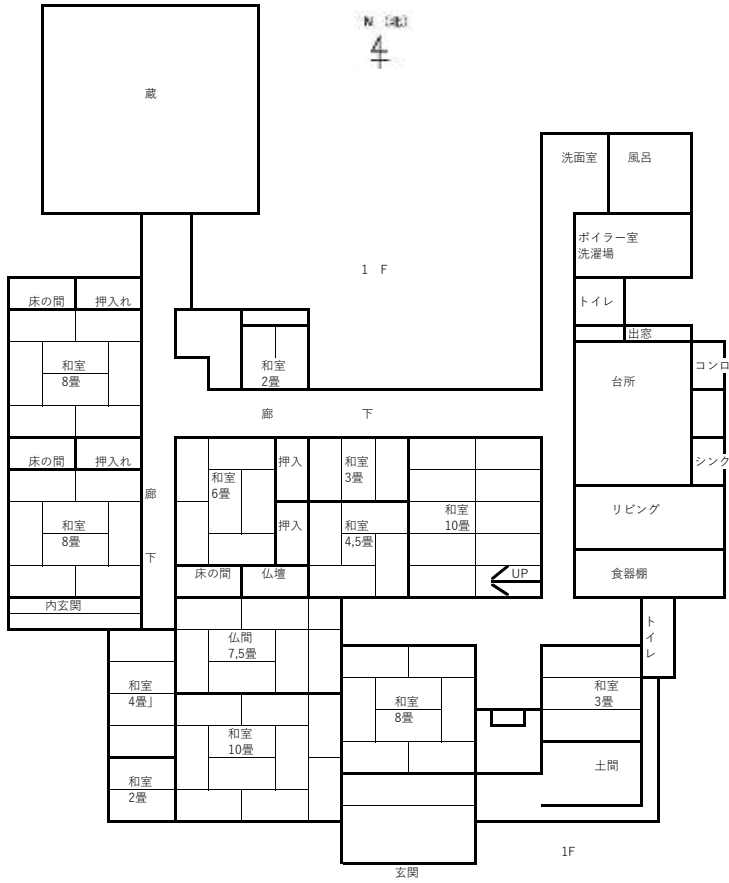 N （北）
蔵
洗面室
風呂
ボイラー室
洗濯場
1 F
床の間
押入れ
トイレ
出窓
和室
8畳
和室
2畳
コンロ
台所
廊
下
床の間
押入れ
押入
和室
3畳
シンク
和室
6畳
廊
下
和室
10畳
リビング
和室
8畳
押入
和室
4,5畳
床の間
仏壇
UP
食器棚
内玄関
仏間
7,5畳
トイレ
和室
4畳」
和室
8畳
和室
3畳
和室
10畳
土間
和室
2畳
1F
玄関